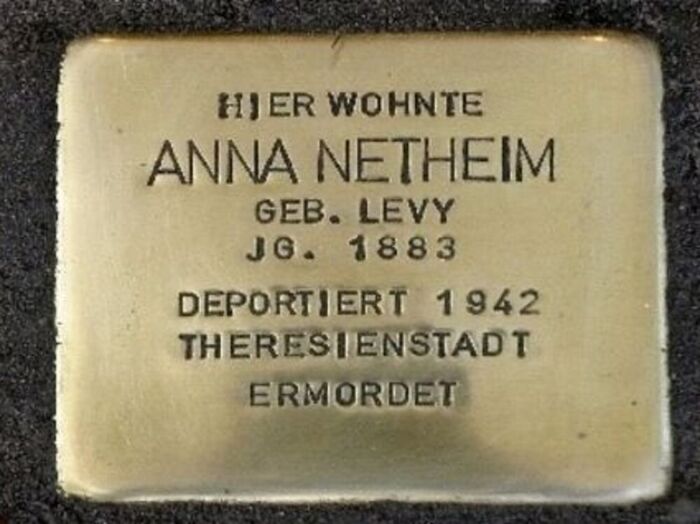 HIER WOHNTE
ANNA NETHEIM
GEB. LEVY
JG. 1883
DEPORTIERT 1942
THERESIENSTADT
ERMORDET